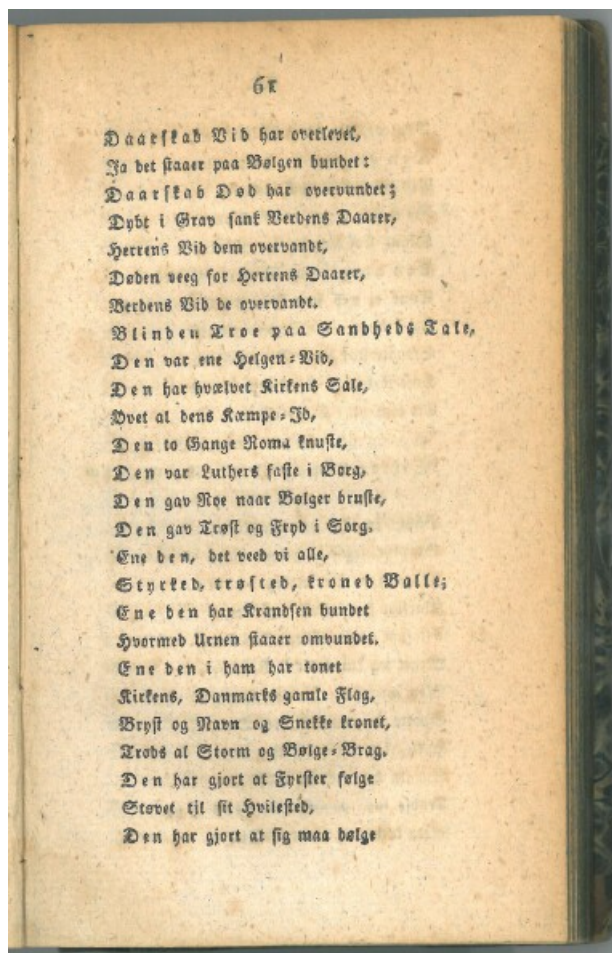 61
Daarskab Vid har overlevet,
Ja det staaer paa Bølgen bundet:
Daarskab Død har overvundet;
Dybt i Grav sank Verdens Daarer,
Herrens Vid dem overvandt,
Døden veeg for Herrens Daarer,
Verdens Vid de overvandt.
Blinden Troe paa Sandheds Tale,
Den var ene Helgen-Vid,
Den har hvælvet Kirkens Sale,
Øvet al dens Kæmpe-Id,
Den to Gange Roma knuste,
Den var Luthers faste i Borg,
Den gav Roe naar Bølger bruste,
Den gav Trøst og Fryd i Sorg.
Ene den, det veed vi alle,
Styrked, trøsted, kroned Balle;
Ene den har Krandsen bundet
Hvormed Urnen staaer omvundet.
Ene den i ham har tonet
Kirkens, Danmarks gamle Flag,
Bryst og Navn og Snekke kronet,
Trods al Storm og Bølge-Brag.
Den har gjort at Fyrster følge
Støvet til sit Hvilested,
Den har gjort at sig maa bølge